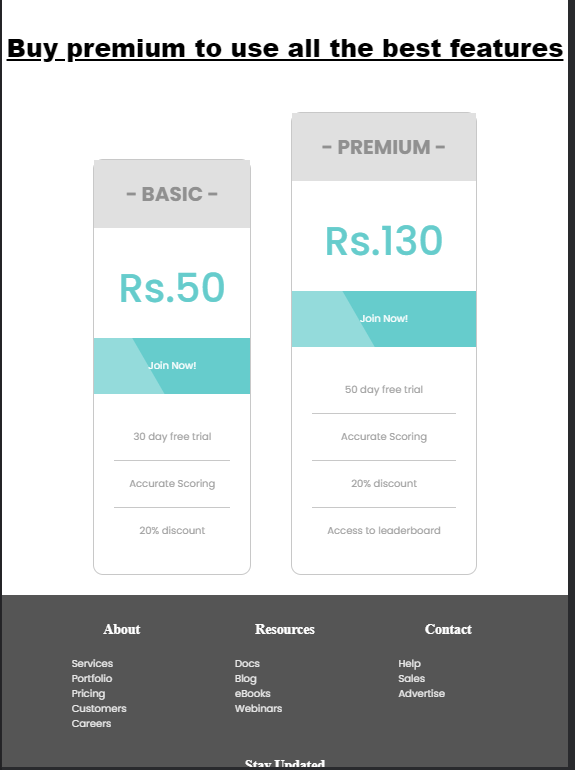 Buy premium to use all the best features
- BASIC -
Rs.50
Join Now!
30 day free trial
Accurate Scoring
20% discount
- PREMIUM -
Rs.130
Join Now!
50 day free trial
Accurate Scoring
20% discount
Access to leaderboard
About
Services
Portfolio
Pricing
Customers
Careers
Resources
Docs
Blog
eBooks
Webinars
Contact
Help
Sales
Advertise
Stay Updated